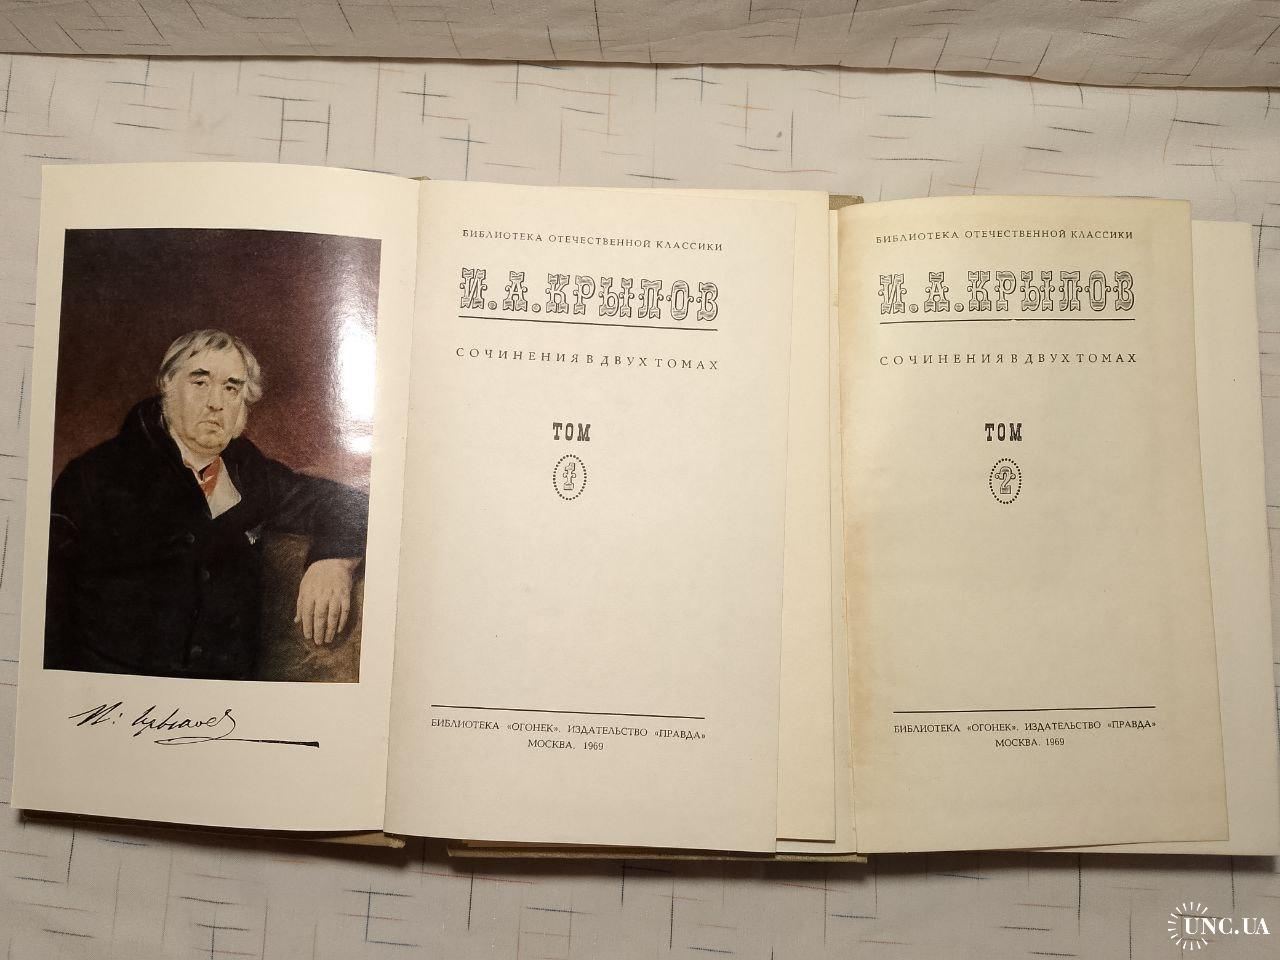 И: Крылов
БИБЛИОТЕКА ОТЕЧЕСТВЕННОЙ КЛАССИКИ
И.А.КРЫЛОВ
СОЧИНЕНИЯ В ДВУХ ТОМАХ
ТОМ
1
БИБЛИОТЕКА «ОГОНЕК». ИЗДАТЕЛЬСТВО «ПРАВДА»
МОСКВА. 1969
БИБЛИОТЕКА ОТЕЧЕСТВЕННОЙ КЛАССИКИ
И.А.КРЫЛОВ
СОЧИНЕНИЯ В ДВУХ ТОМАХ
ТОМ
2
БИБЛИОТЕКА «ОГОНЕК». ИЗДАТЕЛЬСТВО «ПРАВДА»
МОСКВА. 1969
UNC.UA